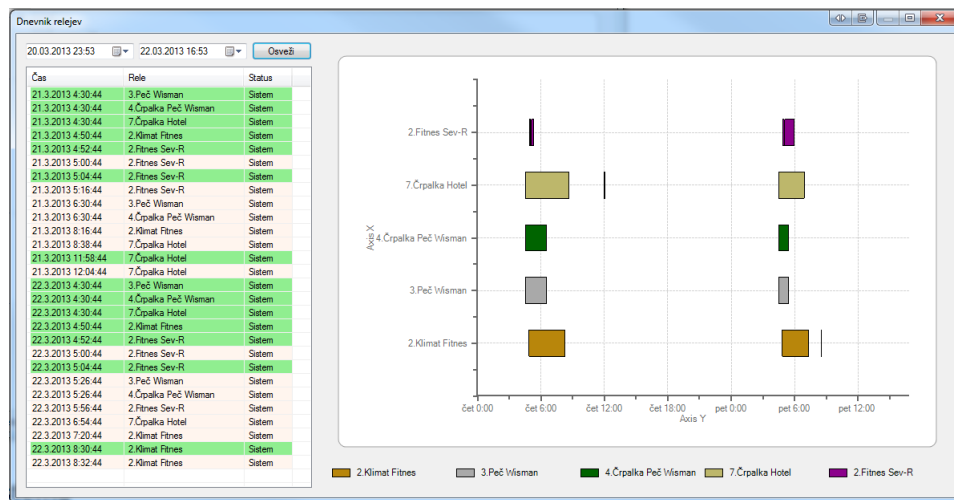 Dnevnik relejev
20.03.2013 23:53 22.03.2013 16:53 Osveži
Čas Rele Status
21.3.2013 4:30:44 3.Peč Wisman Sistem
21.3.2013 4:30:44 4.Črpalka Peč Wisman Sistem
21.3.2013 4:30:44 7.Črpalka Hotel Sistem
21.3.2013 4:50:44 2.Klimat Fitnes Sistem
21.3.2013 4:52:44 2.Fitnes Sev-R Sistem
21.3.2013 5:00:44 2.Fitnes Sev-R Sistem
21.3.2013 5:04:44 2.Fitnes Sev-R Sistem
21.3.2013 5:16:44 2.Fitnes Sev-R Sistem
21.3.2013 6:30:44 3.Peč Wisman Sistem
21.3.2013 6:30:44 4.Črpalka Peč Wisman Sistem
21.3.2013 8:16:44 2.Klimat Fitnes Sistem
21.3.2013 8:38:44 7.Črpalka Hotel Sistem
21.3.2013 11:58:44 7.Črpalka Hotel Sistem
21.3.2013 12:04:44 7.Črpalka Hotel Sistem
22.3.2013 4:30:44 3.Peč Wisman Sistem
22.3.2013 4:30:44 4.Črpalka Peč Wisman Sistem
22.3.2013 4:30:44 7.Črpalka Hotel Sistem
22.3.2013 4:50:44 2.Klimat Fitnes Sistem
22.3.2013 4:52:44 2.Fitnes Sev-R Sistem
22.3.2013 5:00:44 2.Fitnes Sev-R Sistem
22.3.2013 5:04:44 2.Fitnes Sev-R Sistem
22.3.2013 5:26:44 3.Peč Wisman Sistem
22.3.2013 5:26:44 4.Črpalka Peč Wisman Sistem
22.3.2013 5:56:44 2.Fitnes Sev-R Sistem
22.3.2013 6:54:44 7.Črpalka Hotel Sistem
22.3.2013 7:20:44 2.Klimat Fitnes Sistem
22.3.2013 8:30:44 2.Klimat Fitnes Sistem
22.3.2013 8:32:44 2.Klimat Fitnes Sistem
2.Fitnes Sev-R
7.Črpalka Hotel
Axis X
4.Črpalka Peč Wisman
3.Peč Wisman
2.Klimat Fitnes
čet 0:00 čet 6:00 čet 12:00 čet 18:00 pet 0:00 pet 6:00 pet 12:00
Axis Y
2.Klimat Fitnes 3.Peč Wisman 4.Črpalka Peč Wisman 7.Črpalka Hotel 2.Fitnes Sev-R